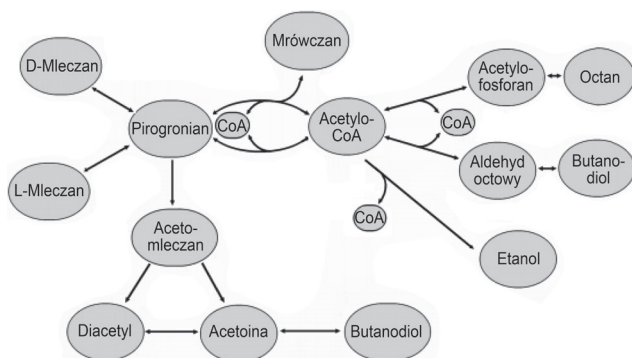 Mrówczan
D-Mleczan
Acetylo-
fosforan
Octan
Pirogronian
CoA
Acetylo-
CoA
CoA
L-Mleczan
Aldehyd
octowy
Butano-
diol
CoA
Aceto-
mleczan
Etanol
Diacetyl
Acetoina
Butanodiol